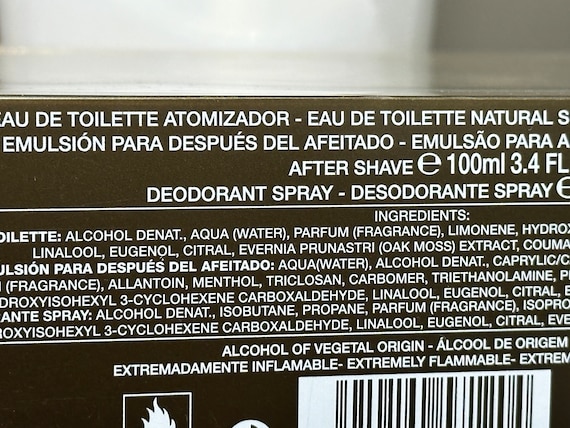 EAU DE TOILETTE ATOMIZADOR - EAU DE TOILETTE NATURAL S
EMULSIÓN PARA DESPUÉS DEL AFEITADO - EMULSÃO PARA A
AFTER SHAVE ℮ 100ml 3.4 FL
DEODORANT SPRAY - DESODORANTE SPRAY ℮
INGREDIENTS:
OILETTE: ALCOHOL DENAT., AQUA (WATER), PARFUM (FRAGRANCE), LIMONENE, HYDROX
LINALOOL, EUGENOL, CITRAL, EVERNIA PRUNASTRI (OAK MOSS) EXTRACT, COUMA
ULSIÓN PARA DESPUÉS DEL AFEITADO: AQUA(WATER), ALCOHOL DENAT., CAPRYLIC/C
(FRAGRANCE), ALLANTOIN, MENTHOL, TRICLOSAN, CARBOMER, TRIETHANOLAMINE, P
DROXYISOHEXYL 3-CYCLOHEXENE CARBOXALDEHYDE, LINALOOL, EUGENOL, CITRAL, E
RANTE SPRAY: ALCOHOL DENAT., ISOBUTANE, PROPANE, PARFUM (FRAGRANCE), ISOPRO
ROXYISOHEXYL 3-CYCLOHEXENE CARBOXALDEHYDE, LINALOOL, EUGENOL, CITRAL, EVE
ALCOHOL OF VEGETAL ORIGIN - ÁLCOOL DE ORIGEM
EXTREMADAMENTE INFLAMABLE- EXTREMELY FLAMMABLE- EXTREM